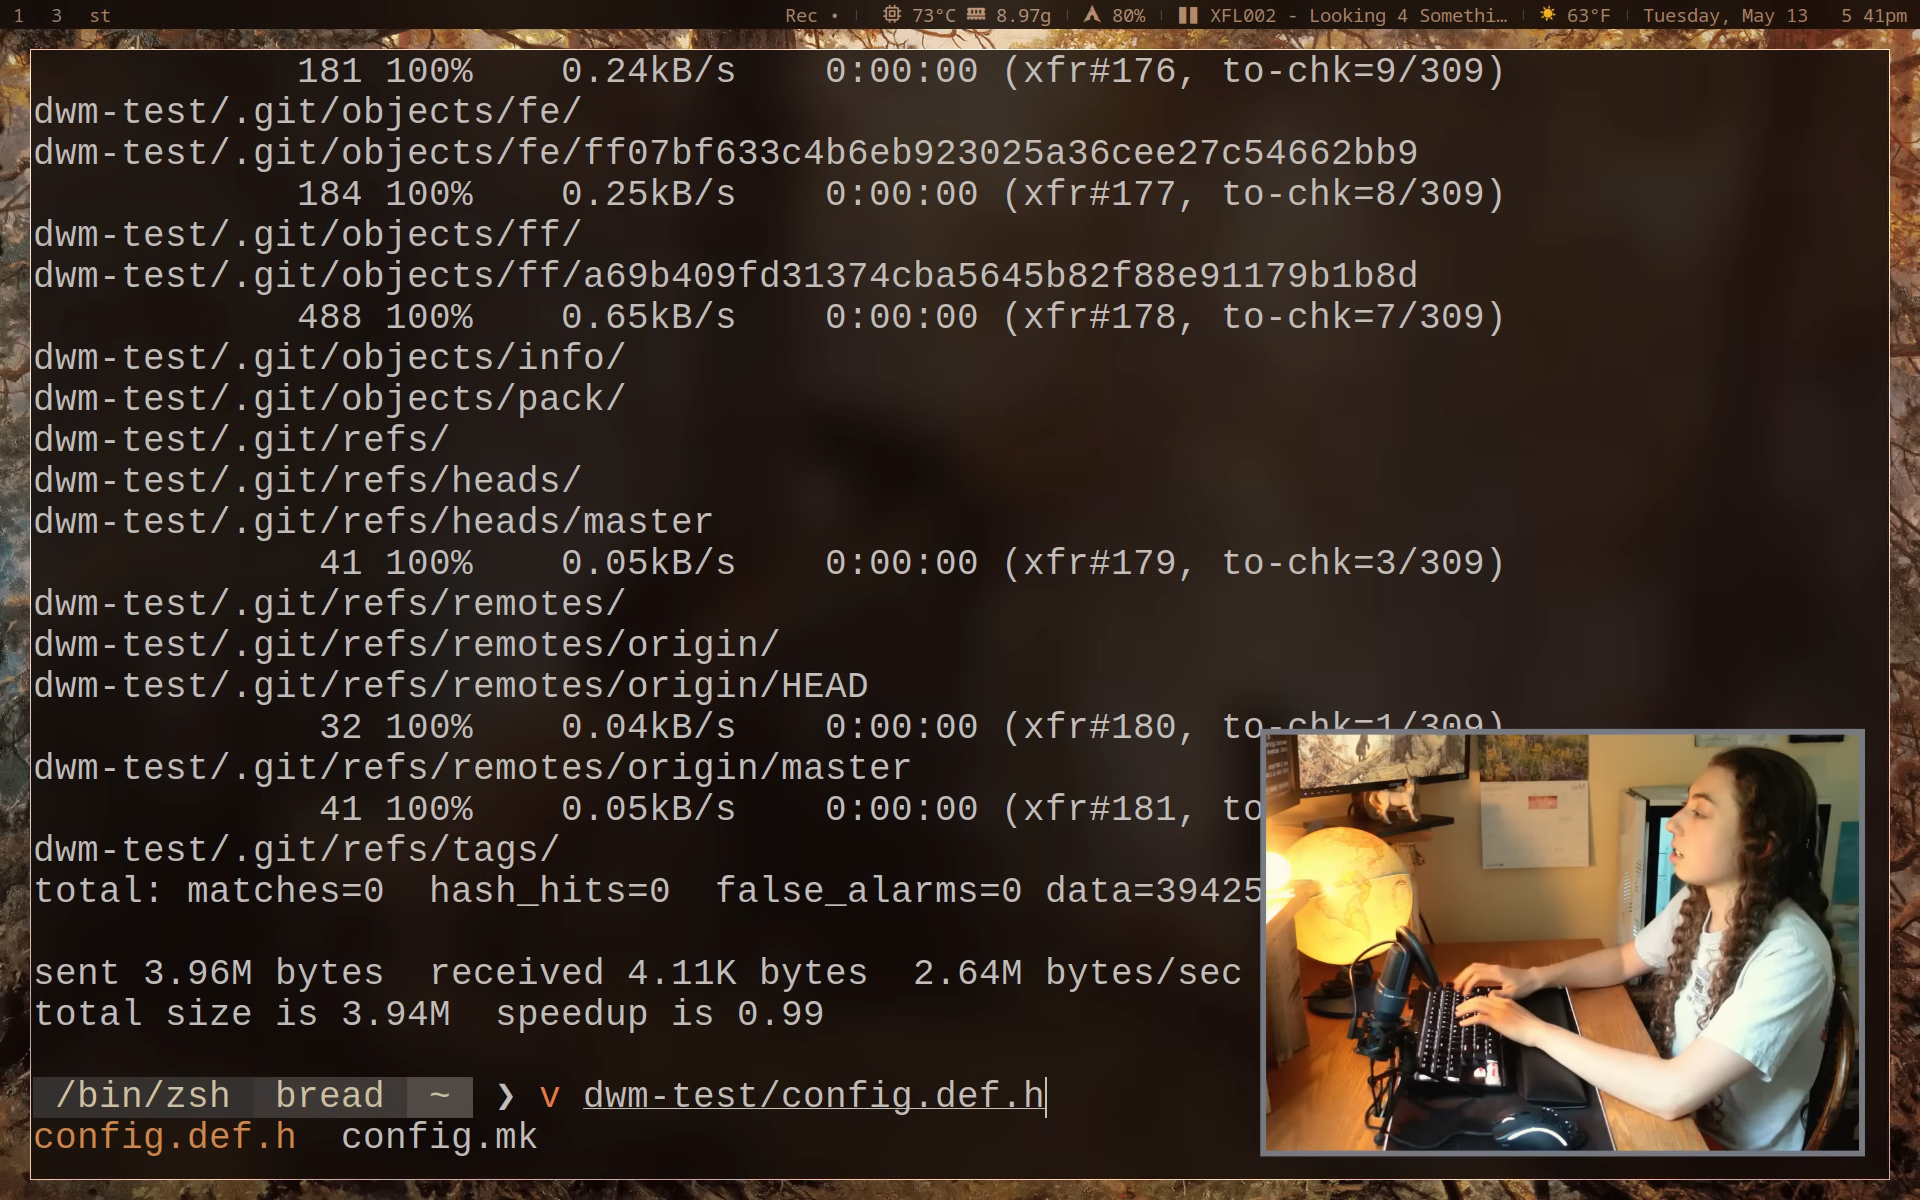 1 3 st Rec • 73°C 8.97g 80% XFL002 - Looking 4 Somethi… 63°F Tuesday, May 13 5 41pm
181 100% 0.24kB/s 0:00:00 (xfr#176, to-chk=9/309)
dwm-test/.git/objects/fe/
dwm-test/.git/objects/fe/ff07bf633c4b6eb923025a36cee27c54662bb9
184 100% 0.25kB/s 0:00:00 (xfr#177, to-chk=8/309)
dwm-test/.git/objects/ff/
dwm-test/.git/objects/ff/a69b409fd31374cba5645b82f88e91179b1b8d
488 100% 0.65kB/s 0:00:00 (xfr#178, to-chk=7/309)
dwm-test/.git/objects/info/
dwm-test/.git/objects/pack/
dwm-test/.git/refs/
dwm-test/.git/refs/heads/
dwm-test/.git/refs/heads/master
41 100% 0.05kB/s 0:00:00 (xfr#179, to-chk=3/309)
dwm-test/.git/refs/remotes/
dwm-test/.git/refs/remotes/origin/
dwm-test/.git/refs/remotes/origin/HEAD
32 100% 0.04kB/s 0:00:00 (xfr#180, to-chk=1/309)
dwm-test/.git/refs/remotes/origin/master
41 100% 0.05kB/s 0:00:00 (xfr#181, to
dwm-test/.git/refs/tags/
total: matches=0 hash_hits=0 false_alarms=0 data=39425
sent 3.96M bytes received 4.11K bytes 2.64M bytes/sec
total size is 3.94M speedup is 0.99
/bin/zsh bread ~ ❯ v dwm-test/config.def.h
config.def.h config.mk